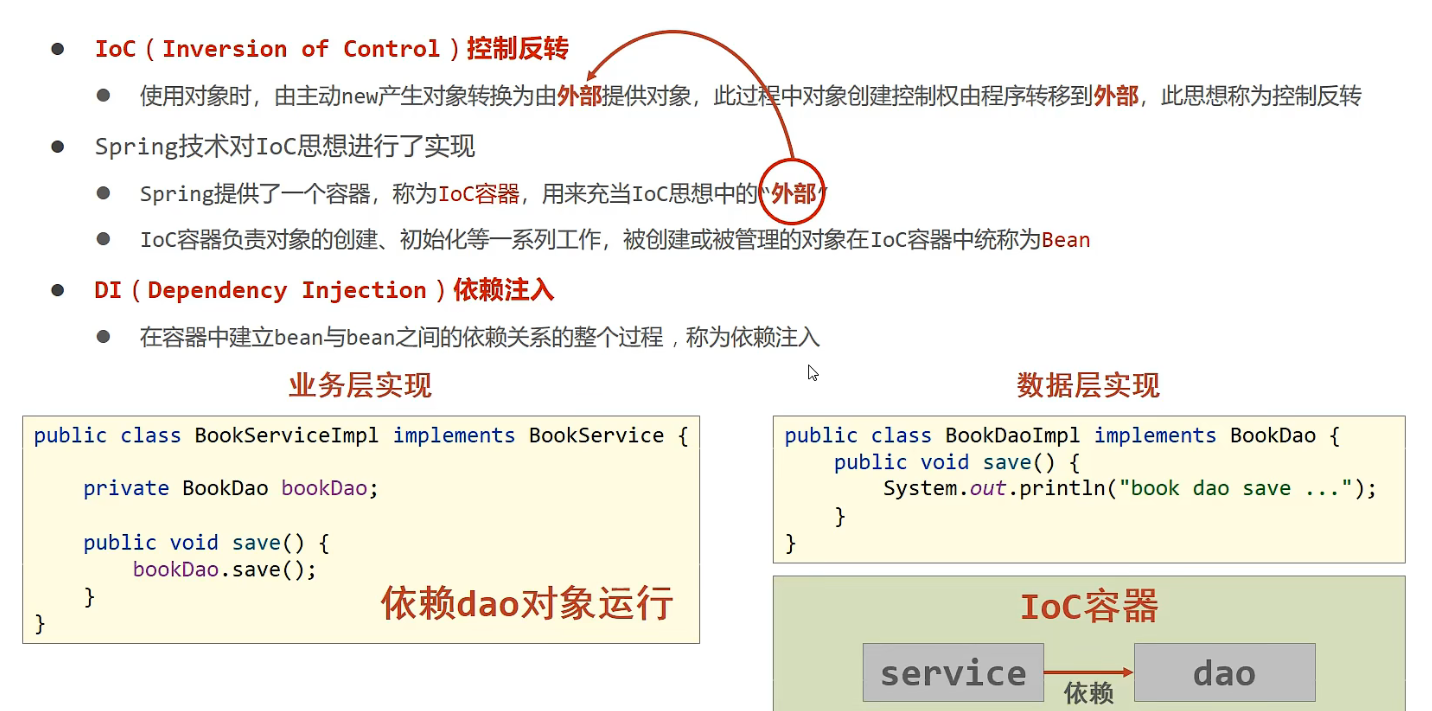 IoC（Inversion of Control）控制反转
使用对象时，由主动new产生对象转换为由外部提供对象，此过程中对象创建控制权由程序转移到外部，此思想称为控制反转
Spring技术对IoC思想进行了实现
Spring提供了一个容器，称为IoC容器，用来充当IoC思想中的“外部”
IoC容器负责对象的创建、初始化等一系列工作，被创建或被管理的对象在IoC容器中统称为Bean
DI（Dependency Injection）依赖注入
在容器中建立bean与bean之间的依赖关系的整个过程，称为依赖注入
业务层实现
public class BookServiceImpl implements BookService {
private BookDao bookDao;
public void save() {
bookDao.save();
}
}
依赖dao对象运行
数据层实现
public class BookDaoImpl implements BookDao {
public void save() {
System.out.println("book dao save ...");
}
}
IoC容器
service
依赖
dao